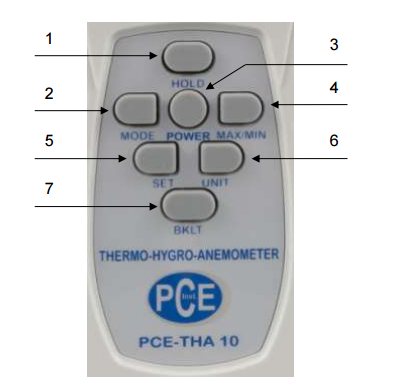 1
3
HOLD
2
4
MODE POWER MAX/MIN
5
6
SET UNIT
7
BKLT
THERMO-HYGRO-ANEMOMETER
PCE
PCE-THA 10